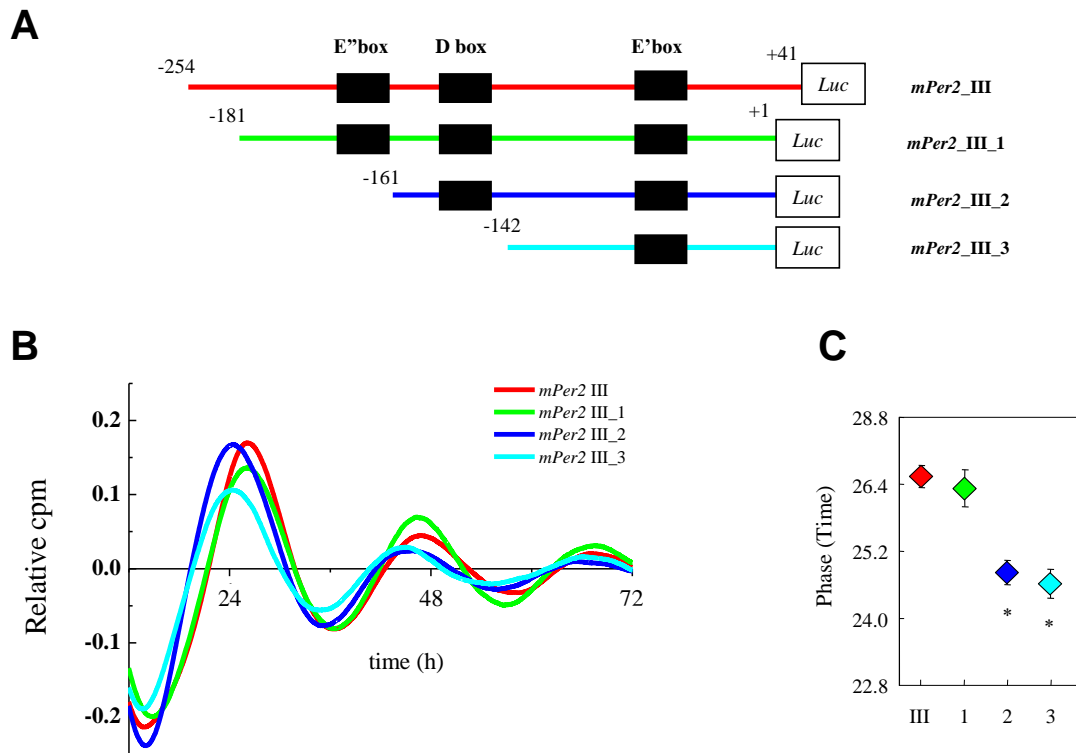 A
E”box D box E’box
-254 +41 Luc mPer2_III
-181 +1 Luc mPer2_III_1
-161 Luc mPer2_III_2
-142 Luc mPer2_III_3
B
Relative cpm
0.2
0.1
0.0
-0.1
-0.2
24 48 72
time (h)
mPer2 III
mPer2 III_1
mPer2 III_2
mPer2 III_3
C
Phase (Time)
28.8
26.4
25.2
24.0
22.8
* *
III 1 2 3